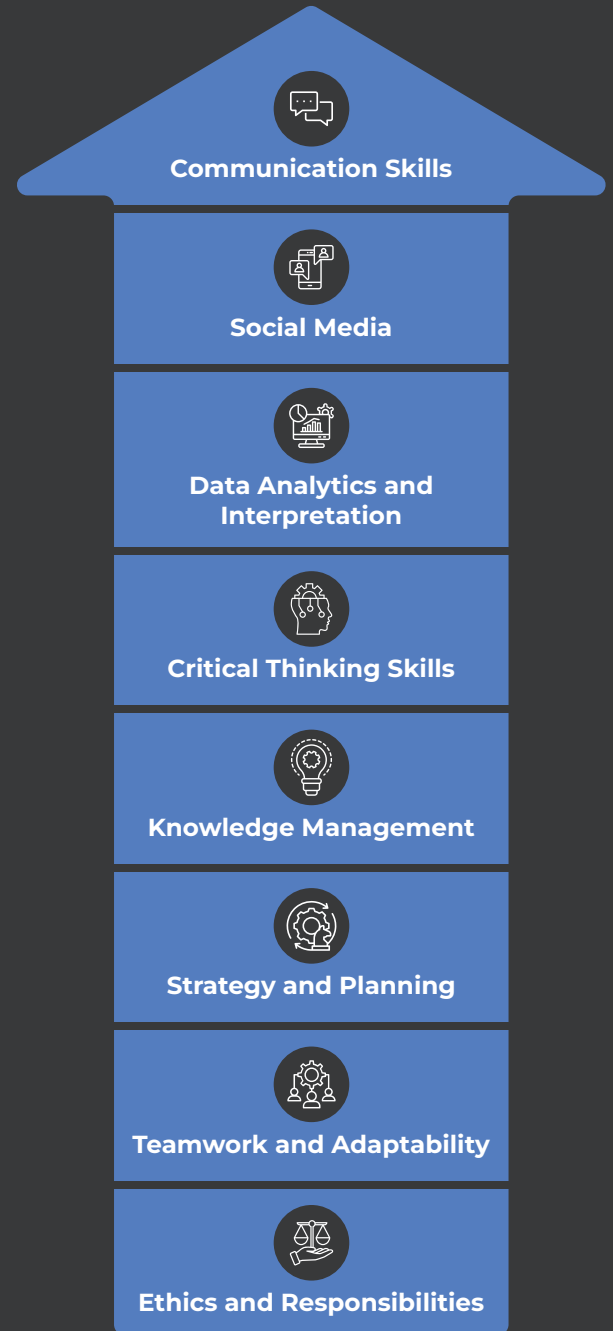 Communication Skills
Social Media
Data Analytics and
Interpretation
Critical Thinking Skills
Knowledge Management
Strategy and Planning
Teamwork and Adaptability
Ethics and Responsibilities